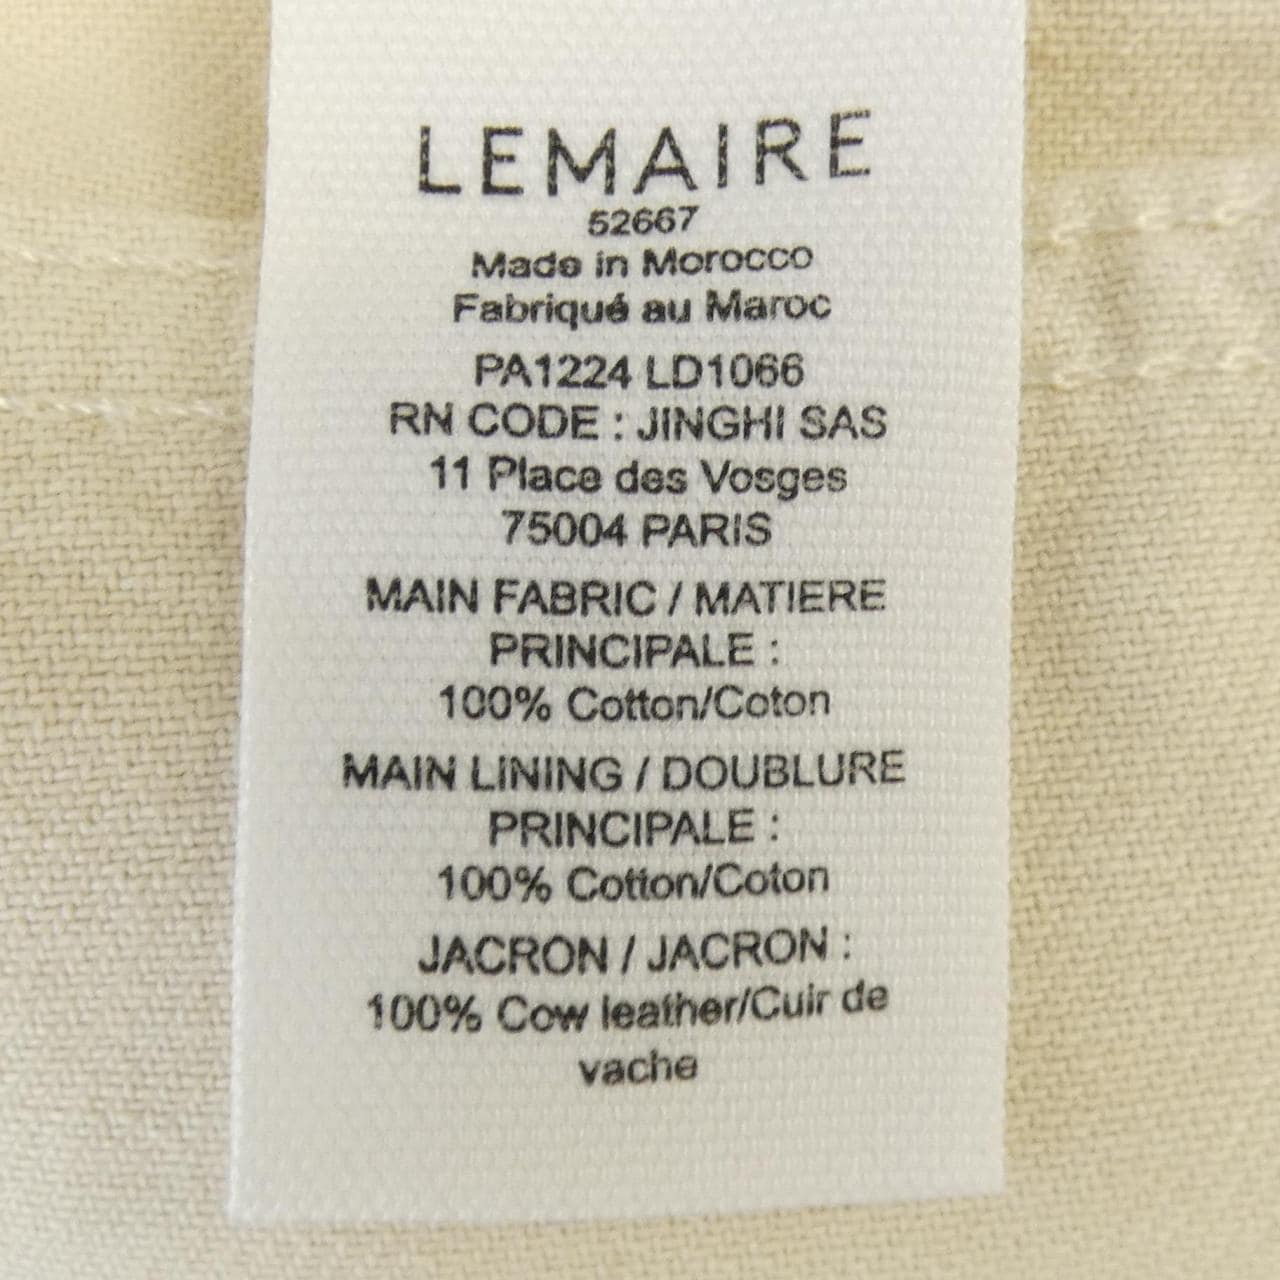 LEMAIRE
52667
Made in Morocco
Fabriqué au Maroc
PA1224 LD1066
RN CODE : JINGHI SAS
11 Place des Vosges
75004 PARIS
MAIN FABRIC / MATIERE
PRINCIPALE :
100% Cotton/Coton
MAIN LINING / DOUBLURE
PRINCIPALE :
100% Cotton/Coton
JACRON / JACRON :
100% Cow leather/Cuir de
vache